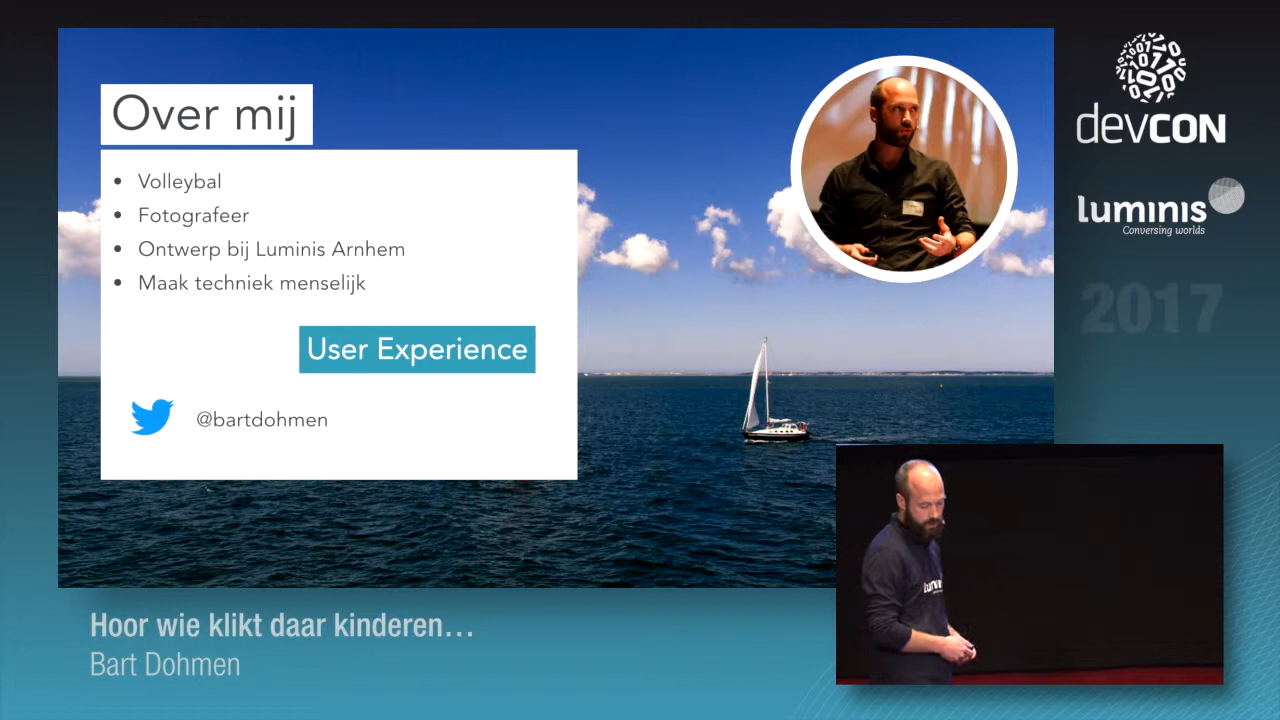 Over mij
Volleybal
Fotografeer
Ontwerp bij Luminis Arnhem
Maak techniek menselijk
User Experience
@bartdohmen
devCON
luminis
Conversing worlds
2017
Hoor wie klikt daar kinderen…
Bart Dohmen